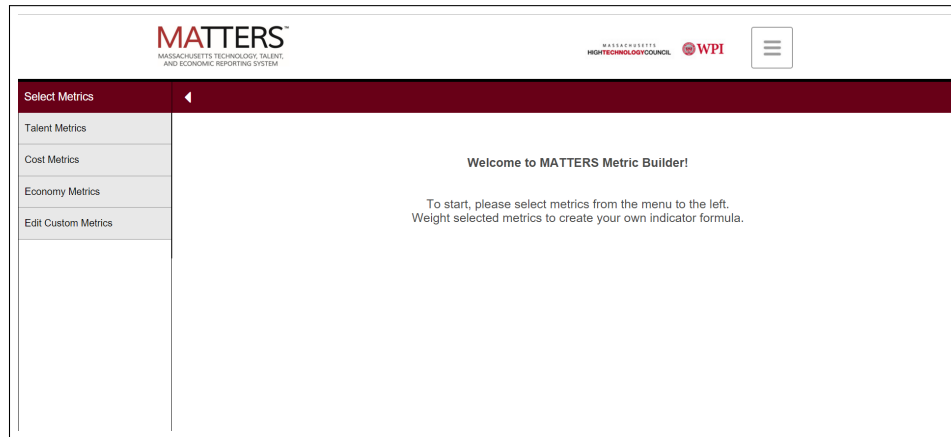 MATTERS™
MASSACHUSETTS TECHNOLOGY, TALENT,
AND ECONOMIC REPORTING SYSTEM
MASSACHUSETTS
HIGHTECHNOLOGYCOUNCIL
WPI
Select Metrics
Talent Metrics
Cost Metrics
Economy Metrics
Edit Custom Metrics
Welcome to MATTERS Metric Builder!
To start, please select metrics from the menu to the left.
Weight selected metrics to create your own indicator formula.